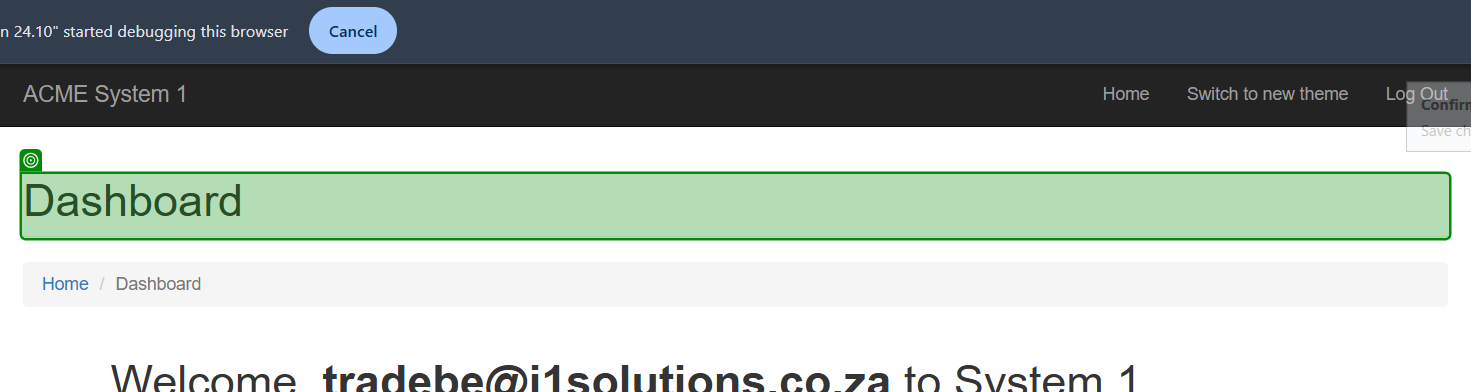 n 24.10" started debugging this browser Cancel
ACME System 1 Home Switch to new theme Log Out
Confirm
Save ch
Dashboard
Home / Dashboard
Welcome, tradebe@i1solutions.co.za to System 1